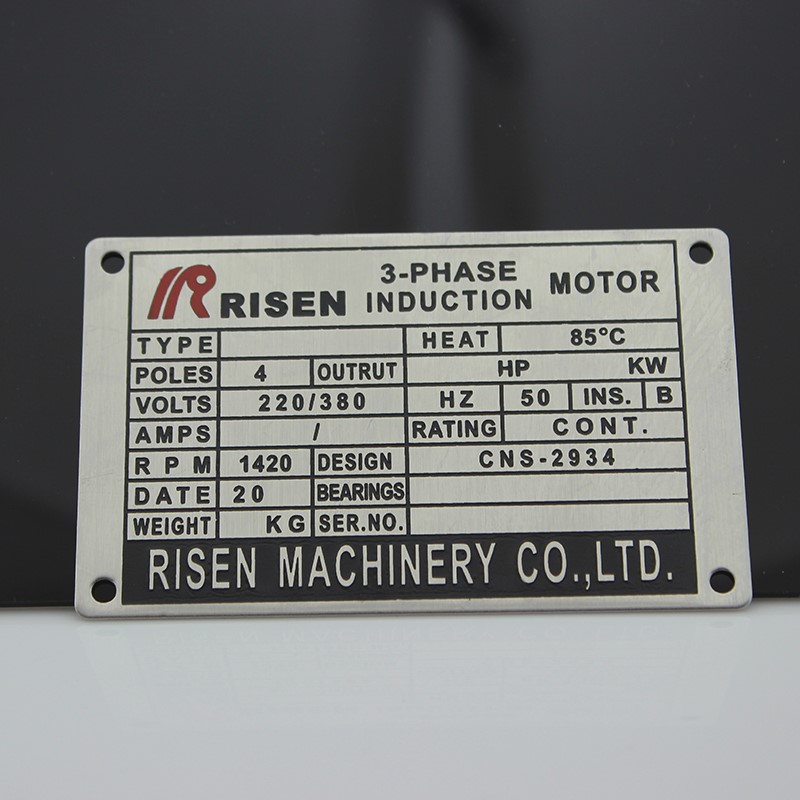 RISEN 3-PHASE INDUCTION MOTOR
TYPE HEAT 85°C
POLES 4 OUTRUT HP KW
VOLTS 220/380 HZ 50 INS. B
AMPS / RATING CONT.
RPM 1420 DESIGN CNS-2934
DATE 20 BEARINGS
WEIGHT KG SER.NO.
RISEN MACHINERY CO.,LTD.